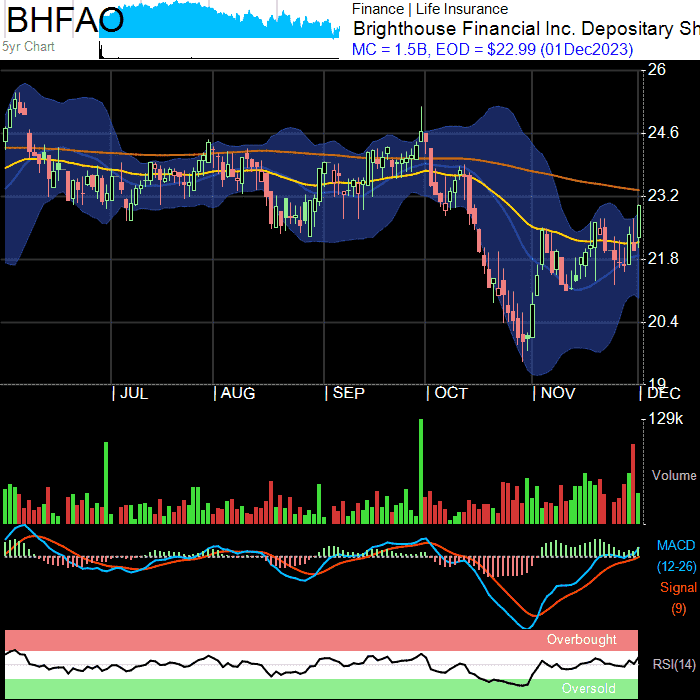 BHFAO
5yr Chart
Finance | Life Insurance
Brighthouse Financial Inc. Depositary Sh
MC = 1.5B, EOD = $22.99 (01Dec2023)
26
24.6
23.2
21.8
20.4
19
| JUL | AUG | SEP | OCT | NOV | DEC
129k
Volume
MACD
(12-26)
Signal
(9)
Overbought
RSI(14)
Oversold